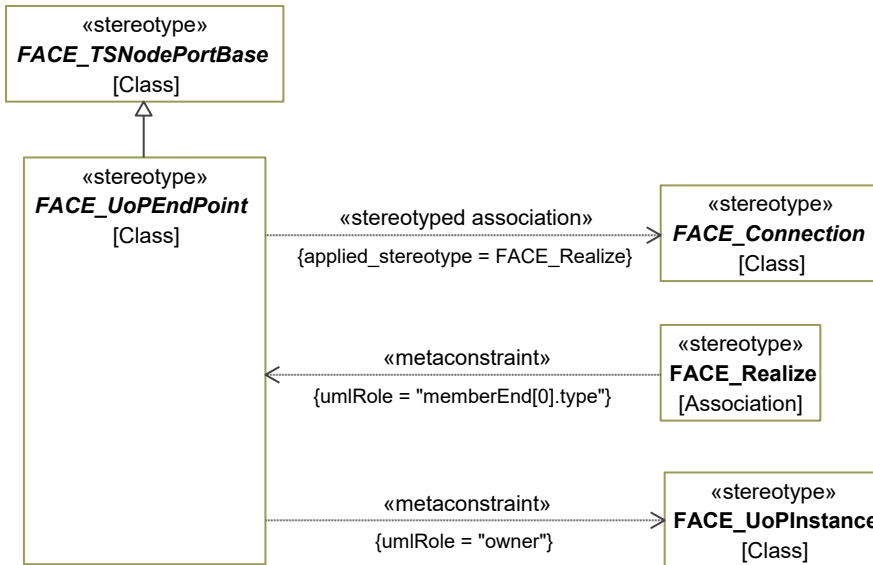 «stereotype»
FACE_TSNodePortBase
[Class]
«stereotype»
FACE_UoPEndPoint
[Class]
«stereotyped association»
{applied_stereotype = FACE_Realize}
«stereotype»
FACE_Connection
[Class]
«metaconstraint»
{umlRole = "memberEnd[0].type"}
«stereotype»
FACE_Realize
[Association]
«metaconstraint»
{umlRole = "owner"}
«stereotype»
FACE_UoPInstance
[Class]